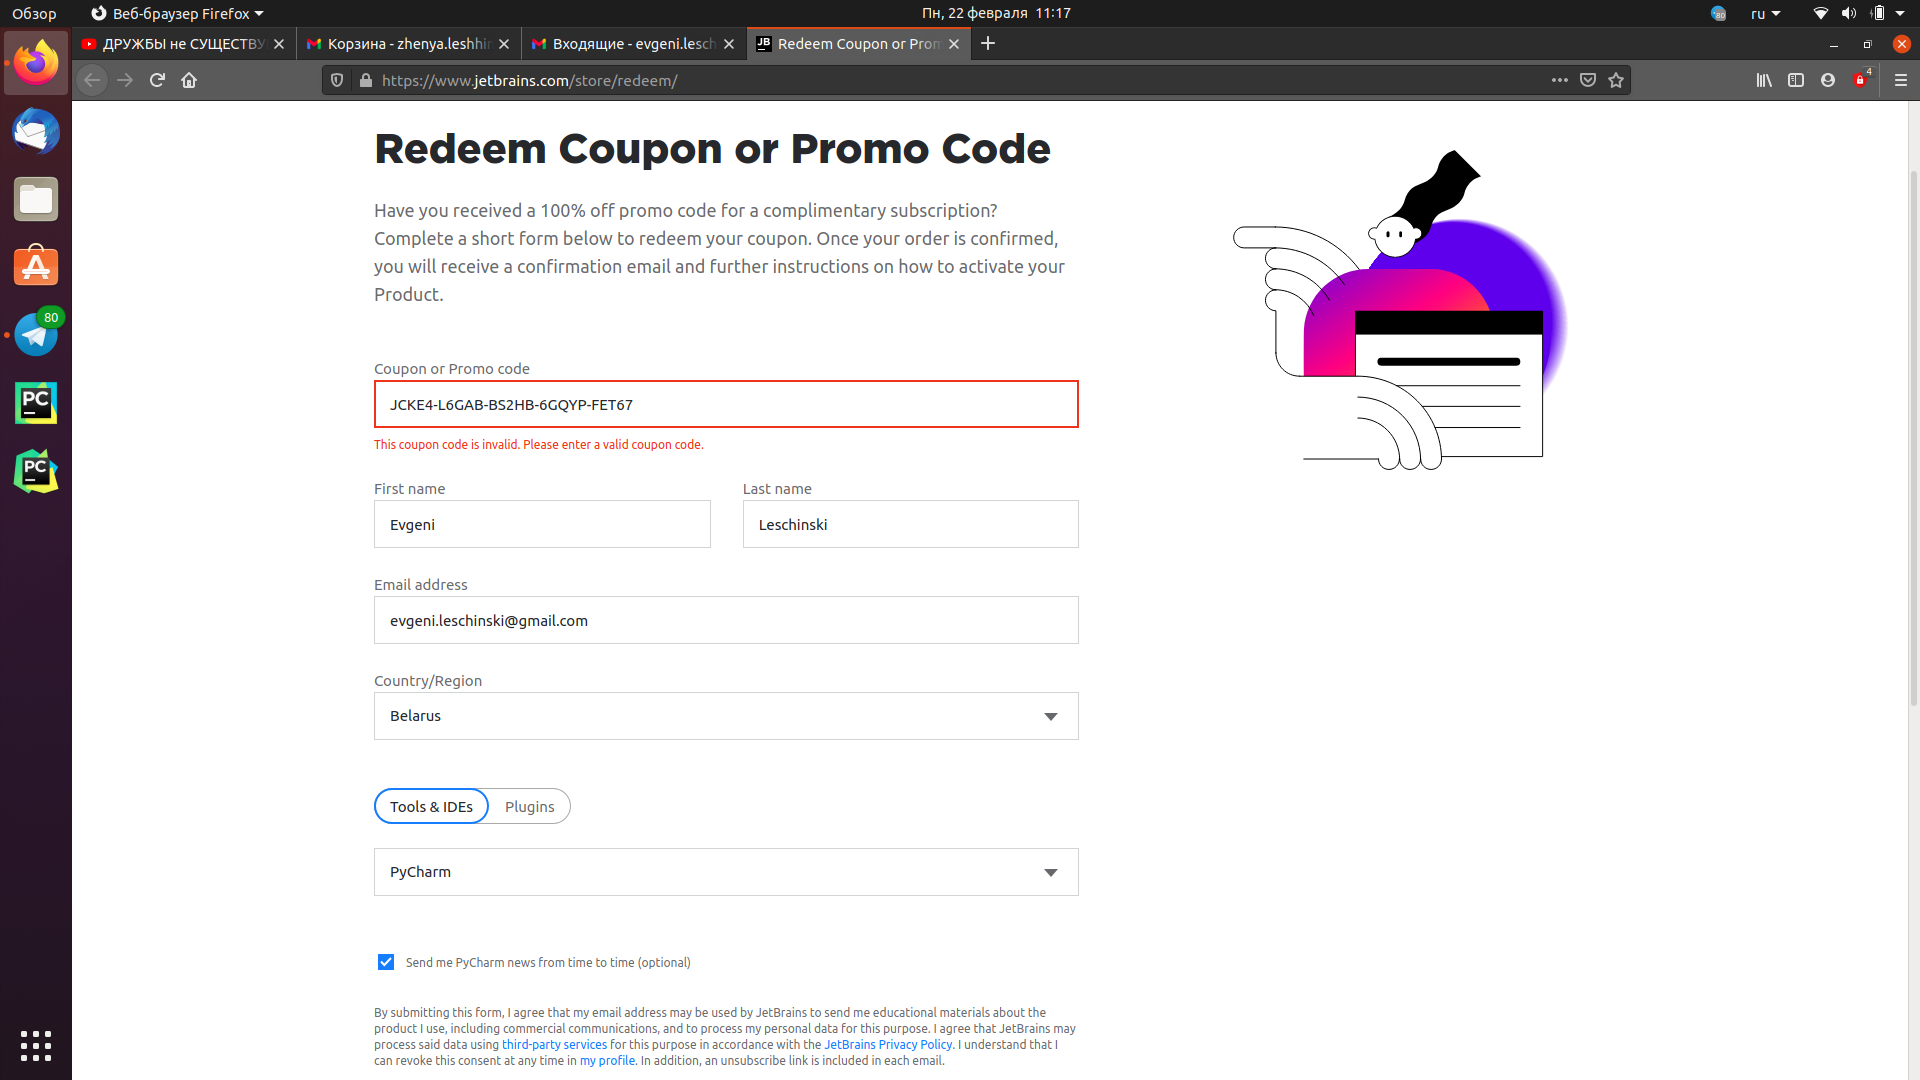 Обзор
Веб-браузер Firefox
Пн, 22 февраля 11:17
80
ru
ДРУЖБЫ не СУЩЕСТВУ
Корзина - zhenya.leshhin
Входящие - evgeni.lesch
JB
Redeem Coupon or Prom
https://www.jetbrains.com/store/redeem/
4
80
PC
PC
Redeem Coupon or Promo Code
Have you received a 100% off promo code for a complimentary subscription?
Complete a short form below to redeem your coupon. Once your order is confirmed,
you will receive a confirmation email and further instructions on how to activate your
Product.
Coupon or Promo code
JCKE4-L6GAB-BS2HB-6GQYP-FET67
This coupon code is invalid. Please enter a valid coupon code.
First name
Last name
Evgeni
Leschinski
Email address
evgeni.leschinski@gmail.com
Country/Region
Belarus
Tools & IDEs
Plugins
PyCharm
Send me PyCharm news from time to time (optional)
By submitting this form, I agree that my email address may be used by JetBrains to send me educational materials about the
product I use, including commercial communications, and to process my personal data for this purpose. I agree that JetBrains may
process said data using third-party services for this purpose in accordance with the JetBrains Privacy Policy. I understand that I
can revoke this consent at any time in my profile. In addition, an unsubscribe link is included in each email.